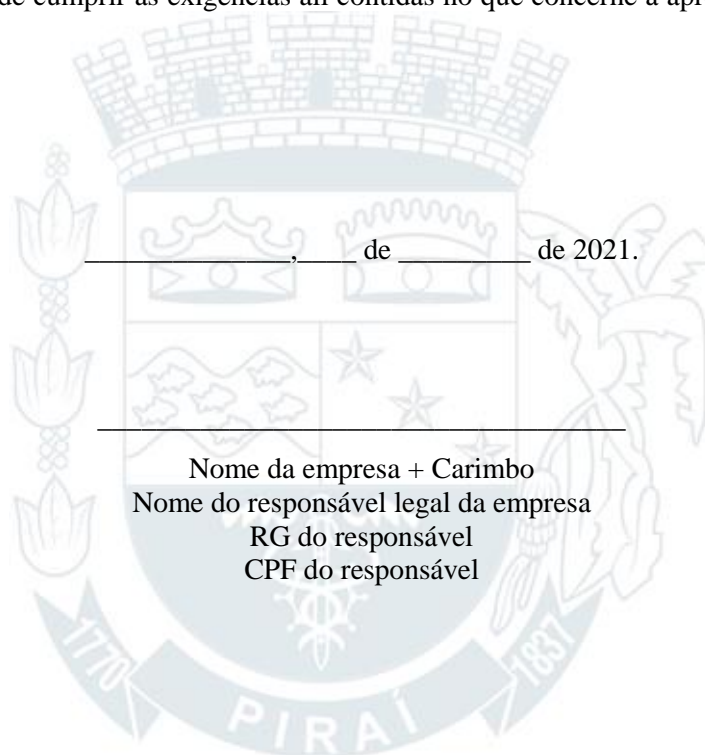 de cumprir as exigências ali contidas no que concerne a apr
_______________,____ de _________ de 2021.
______________________________________
Nome da empresa + Carimbo
Nome do responsável legal da empresa
RG do responsável
CPF do responsável
1770
PIRAÍ
1837